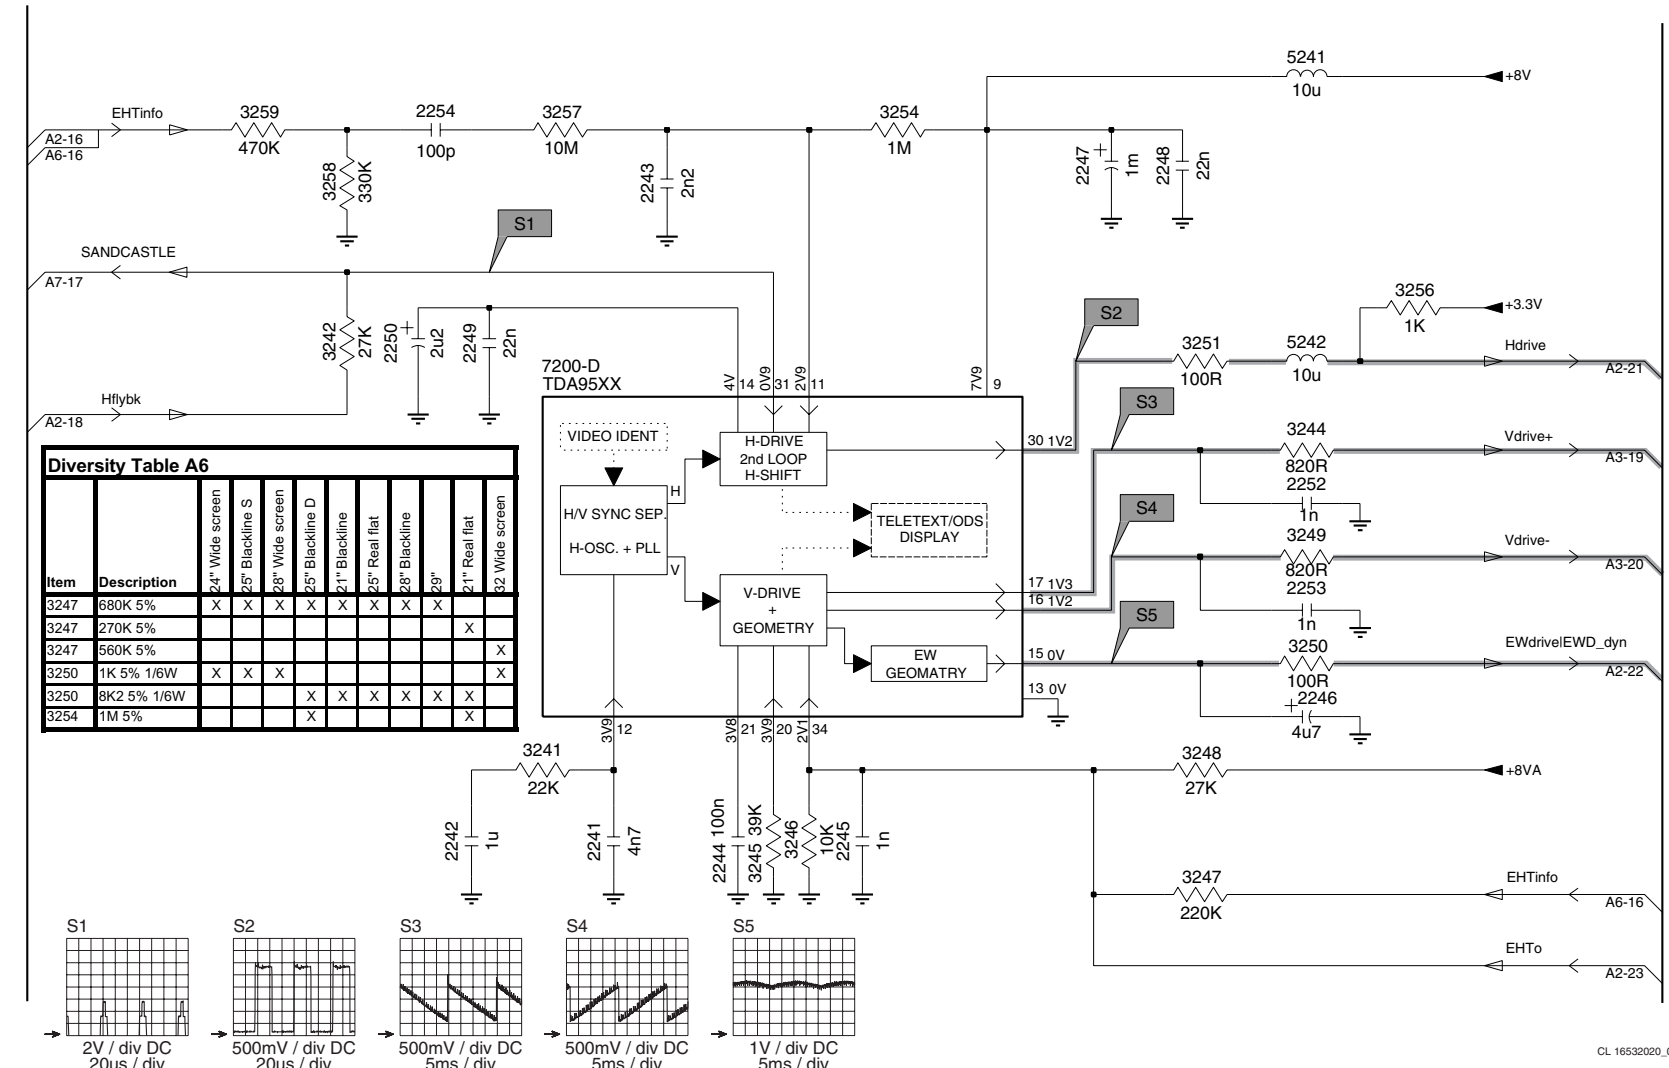 5241
10u
+8V
EHTinfo
A2-16
A6-16
3259
470K
2254
100p
3257
10M
3254
1M
3258
330K
2243
2n2
2247
1m
2248
22n
S1
SANDCASTLE
A7-17
3242
27K
2250
2u2
2249
22n
Hflybk
A2-18
7200-D
TDA95XX
4V 14
0V9 31
2V9 11
7V9 9
S2
3251
100R
5242
10u
3256
1K
+3.3V
Hdrive
A2-21
S3
3244
820R
2252
1n
Vdrive+
A3-19
S4
3249
820R
2253
1n
Vdrive-
A3-20
S5
3250
100R
2246
4u7
EWdrive|EWD_dyn
A2-22
VIDEO IDENT
H-DRIVE
2nd LOOP
H-SHIFT
H/V SYNC SEP.
H-OSC. + PLL
H
V
TELETEXT/ODS
DISPLAY
V-DRIVE
+
GEOMETRY
EW
GEOMATRY
30 1V2
17 1V3
16 1V2
15 0V
13 0V
Diversity Table A6
Item Description 24" Wide screen 25" Blackline S 28" Wide screen 25" Blackline D 21" Blackline 25" Real flat 28" Blackline 29" 21" Real flat 32 Wide screen
3247 680K 5% X X X X X X X X
3247 270K 5% X
3247 560K 5% X
3250 1K 5% 1/6W X X X X
3250 8K2 5% 1/6W X X X X X X
3254 1M 5% X X
3V9 12
3V8 21
3V9 20
2V1 34
3241
22K
2242
1u
2241
4n7
2244 100n
3245 39K
3246
10K
2245
1n
3248
27K
+8VA
3247
220K
EHTinfo
A6-16
EHTo
A2-23
S1
2V / div DC
20us / div
S2
500mV / div DC
20us / div
S3
500mV / div DC
5ms / div
S4
500mV / div DC
5ms / div
S5
1V / div DC
5ms / div